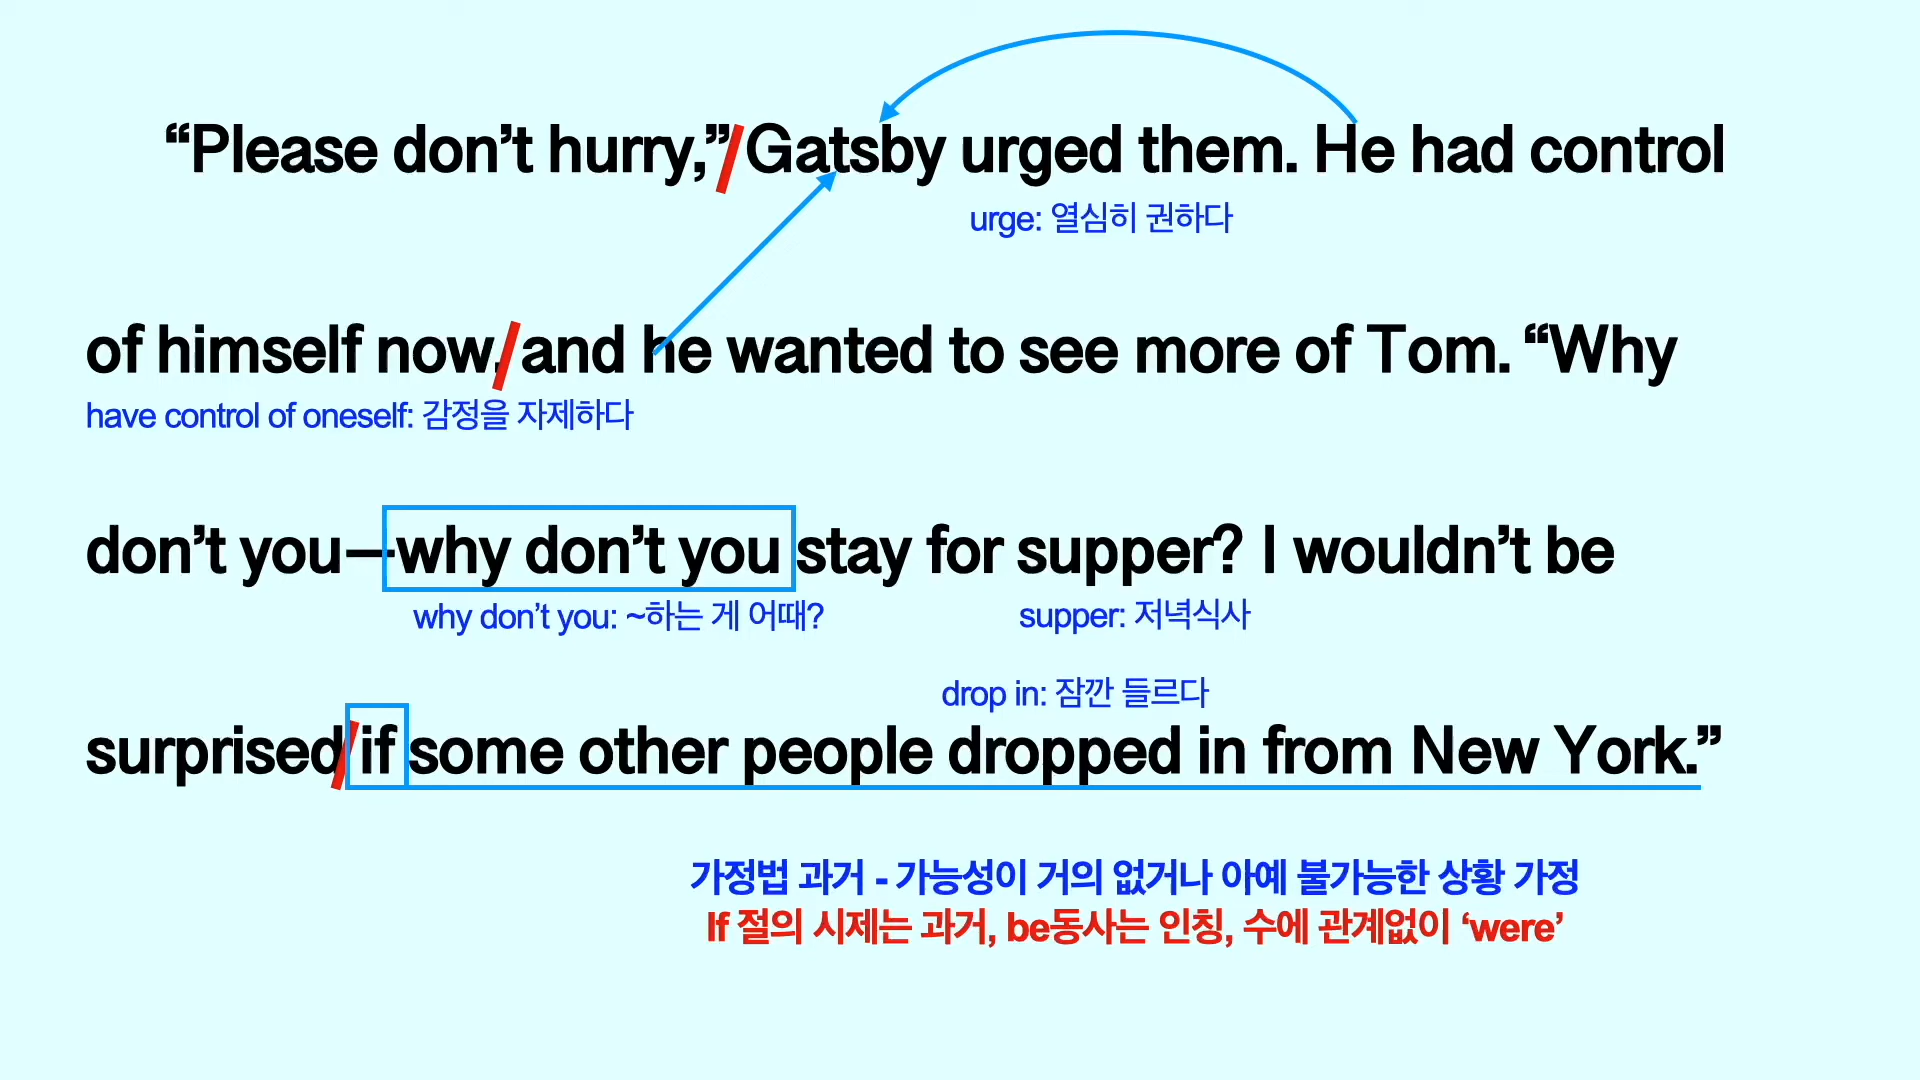 “Please don’t hurry,” Gatsby urged them. He had control
urge: 열심히 권하다
of himself now, and he wanted to see more of Tom. “Why
have control of oneself: 감정을 자제하다
don’t you—why don’t you stay for supper? I wouldn’t be
why don’t you: ~하는 게 어때? supper: 저녁식사
drop in: 잠깐 들르다
surprised if some other people dropped in from New York.”
가정법 과거 - 가능성이 거의 없거나 아예 불가능한 상황 가정
If 절의 시제는 과거, be동사는 인칭, 수에 관계없이 ‘were’